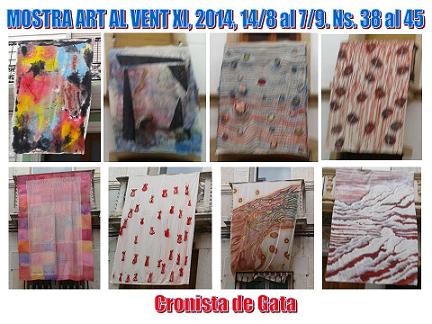 MOSTRA ART AL VENT XI, 2014, 14/8 al 7/9. Ns. 38 al 45
Cronista de Gata